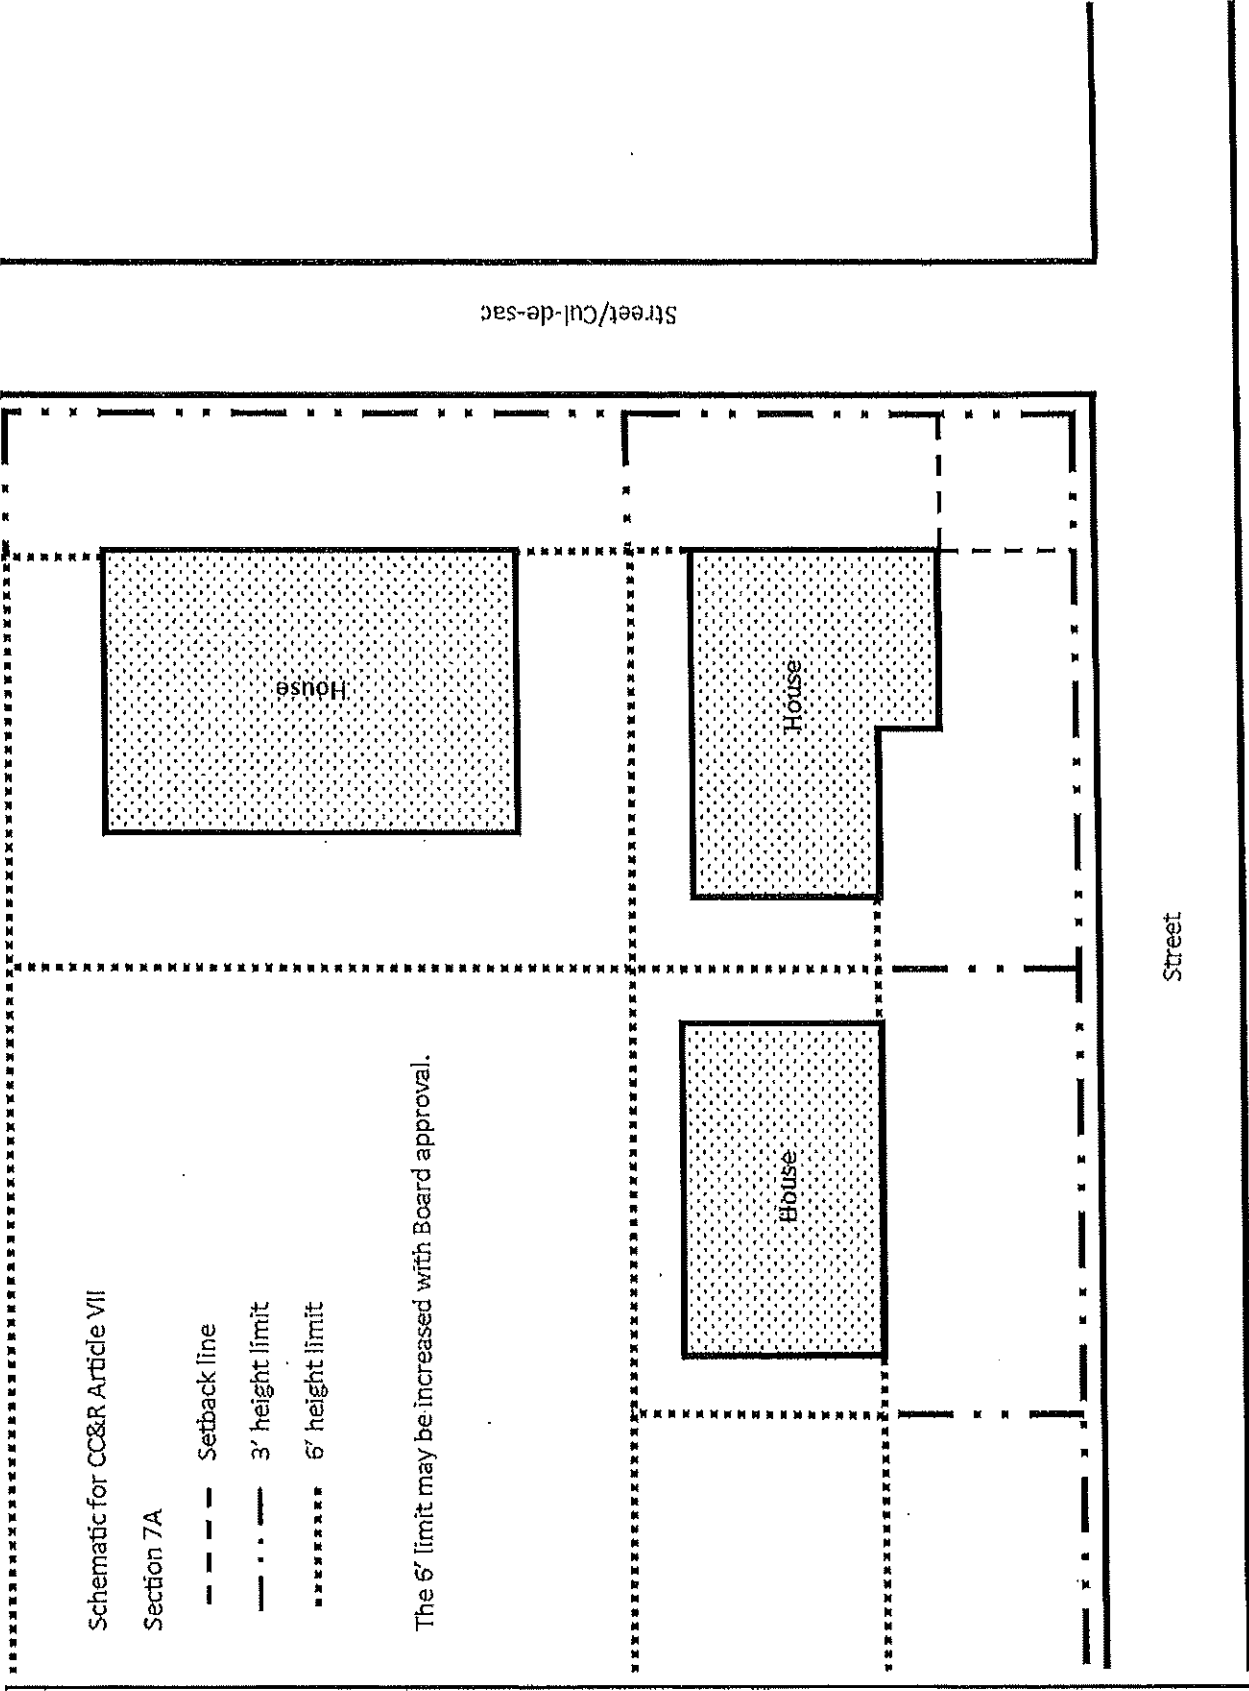 Schematic for CC&R Article VII
Section 7A
Setback line
3' height limit
6' height limit
The 6' limit may be increased with Board approval.
House
Street/Cul-de-sac
House
House
Street